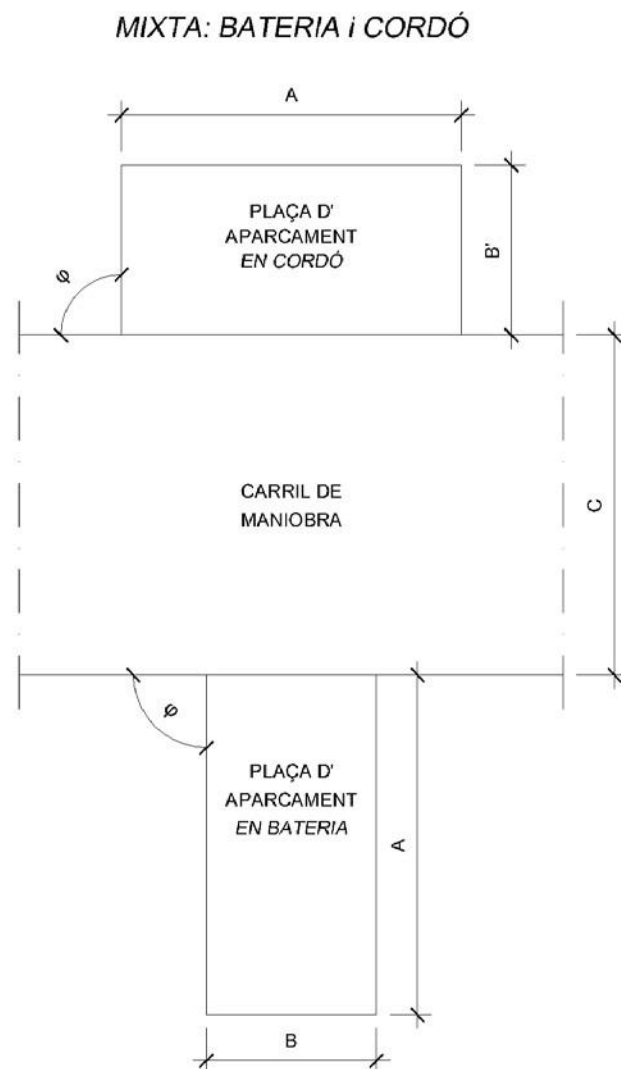 MIXTA: BATERIA i CORDÓ
A
PLAÇA D'
APARCAMENT
EN CORDÓ
B'
φ
CARRIL DE
MANIOBRA
C
φ
PLAÇA D'
APARCAMENT
EN BATERIA
A
B